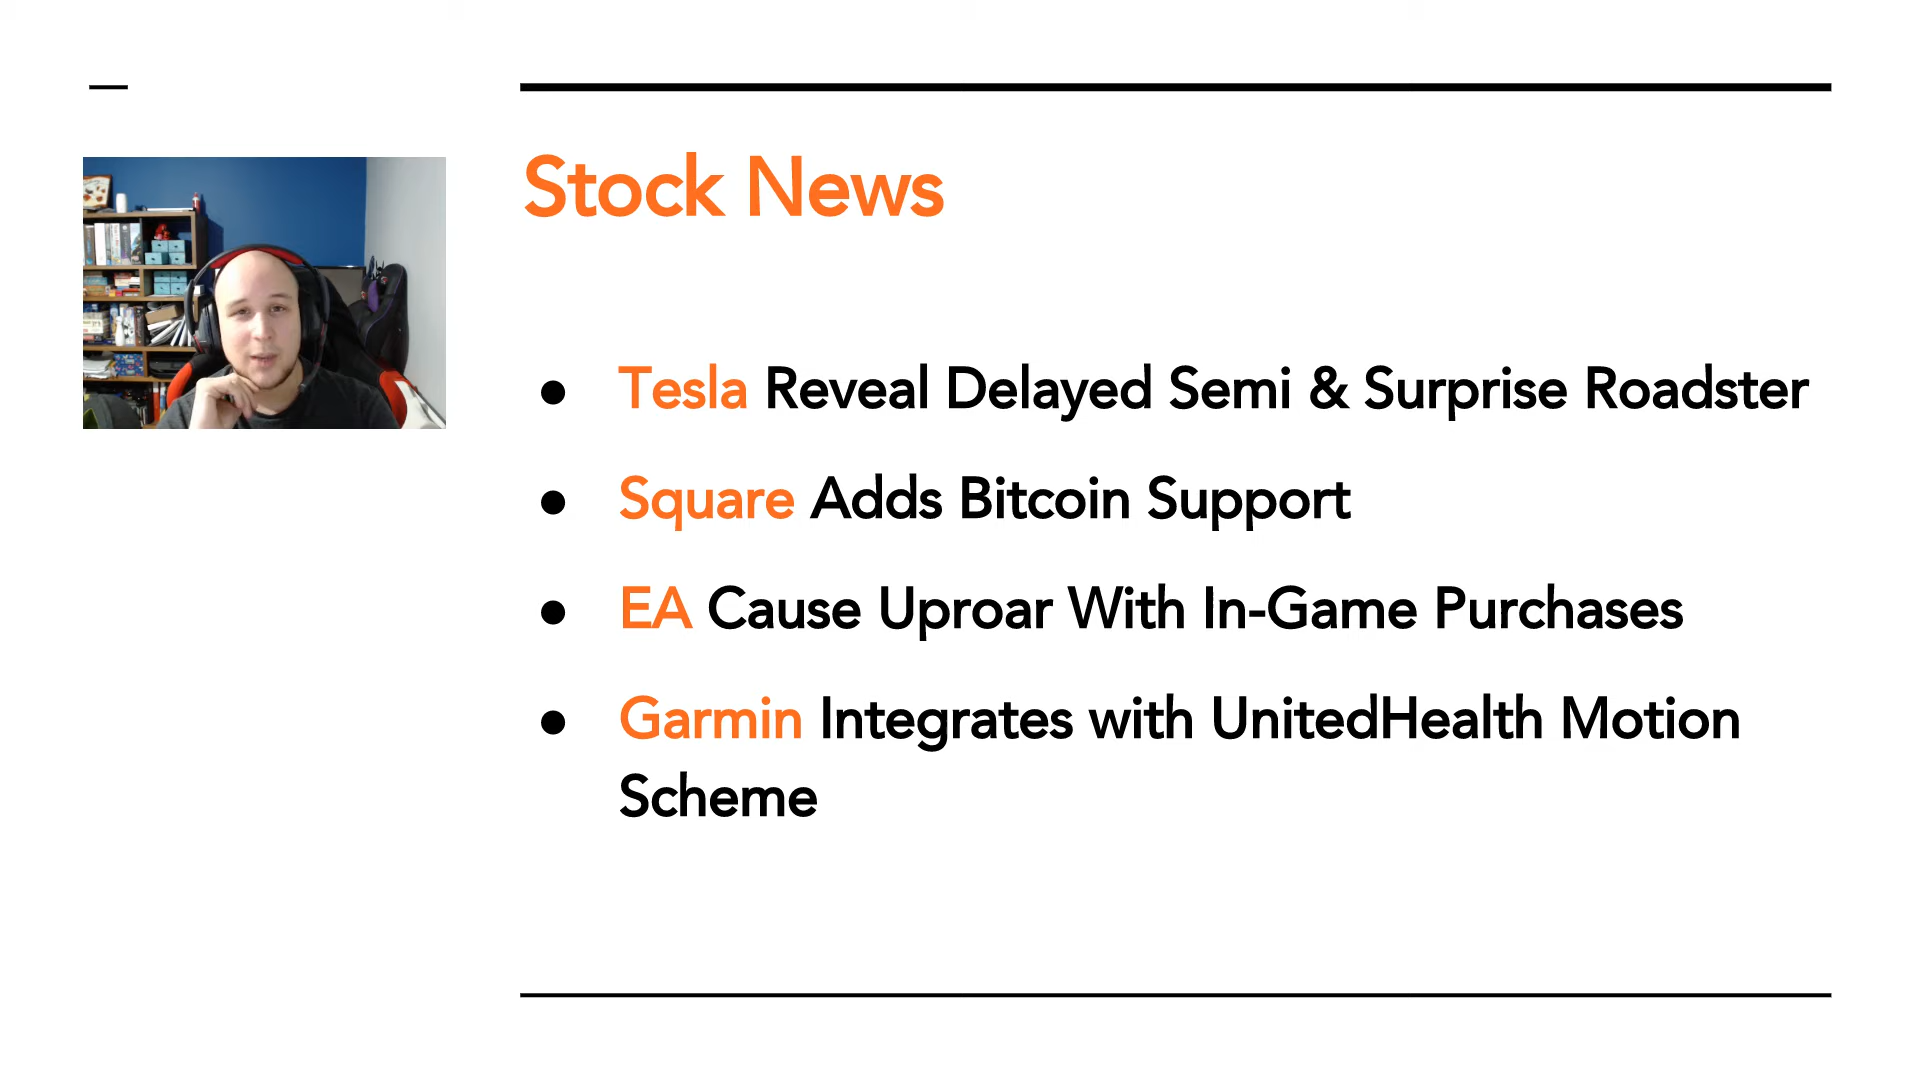 Stock News
● Tesla Reveal Delayed Semi & Surprise Roadster
● Square Adds Bitcoin Support
● EA Cause Uproar With In-Game Purchases
● Garmin Integrates with UnitedHealth Motion
Scheme